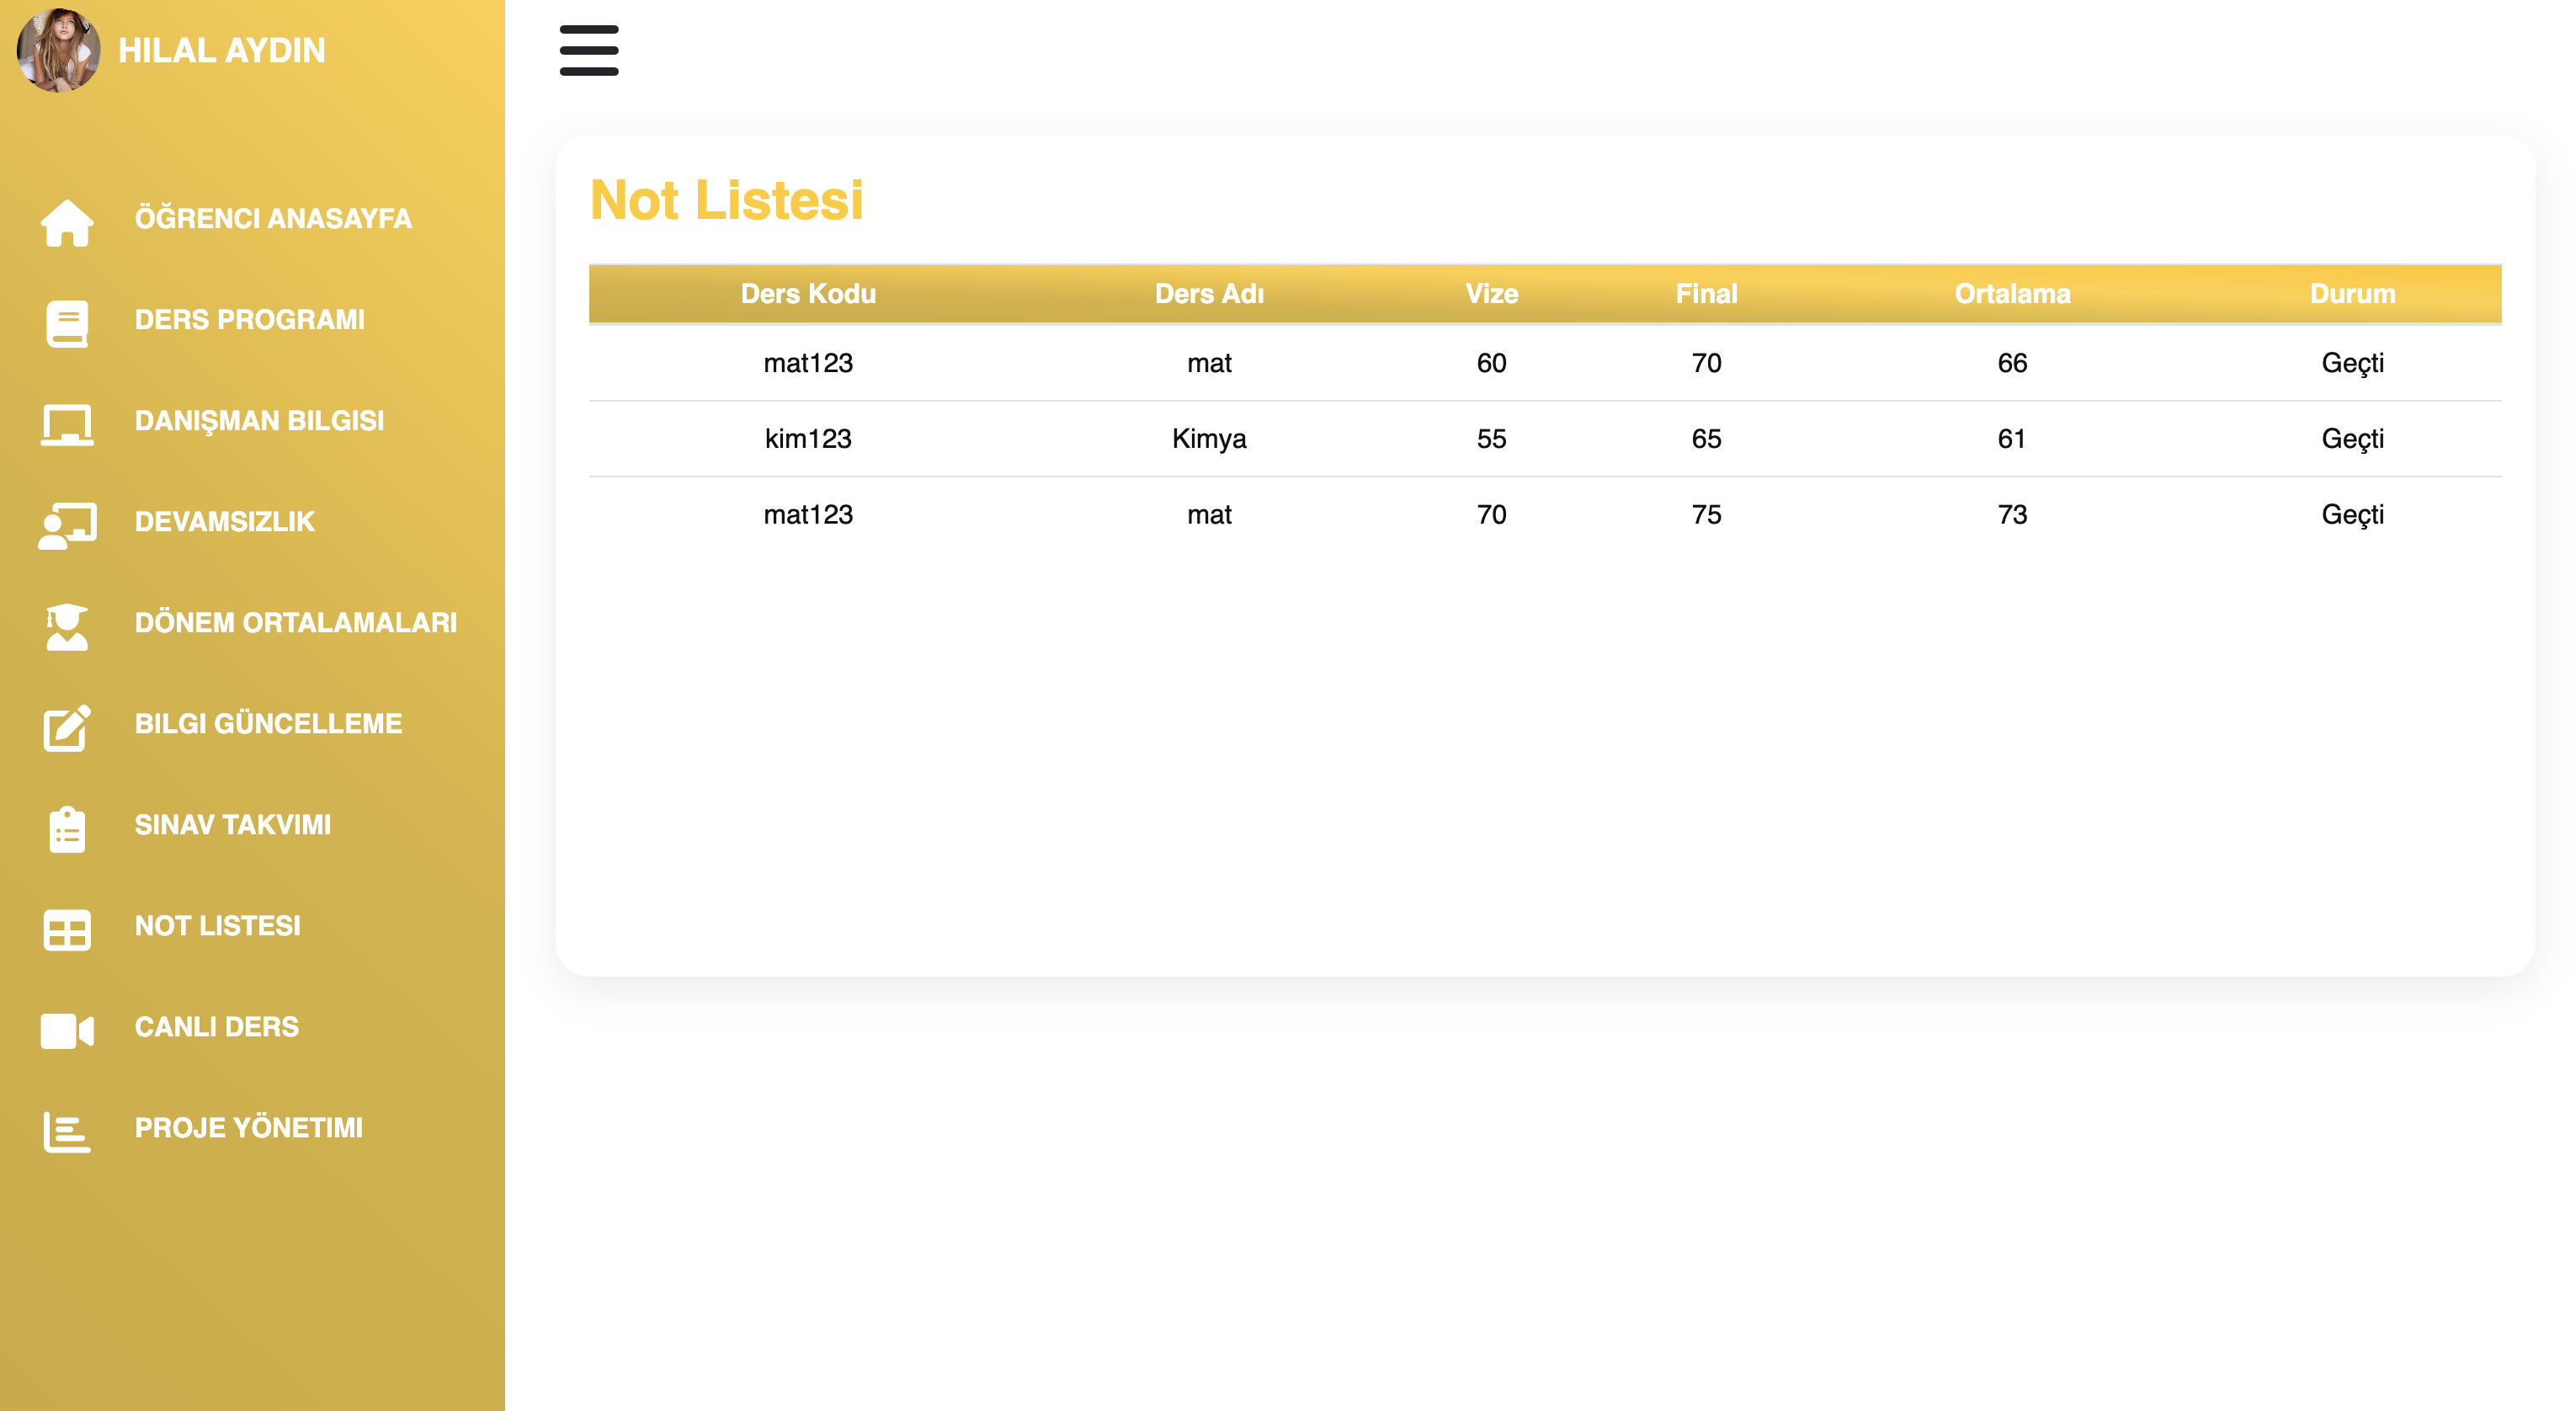 HILAL AYDIN
ÖĞRENCI ANASAYFA
DERS PROGRAMI
DANIŞMAN BILGISI
DEVAMSIZLIK
DÖNEM ORTALAMALARI
BILGI GÜNCELLEME
SINAV TAKVIMI
NOT LISTESI
CANLI DERS
PROJE YÖNETIMI
Not Listesi
Ders Kodu Ders Adı Vize Final Ortalama Durum
mat123 mat 60 70 66 Geçti
kim123 Kimya 55 65 61 Geçti
mat123 mat 70 75 73 Geçti